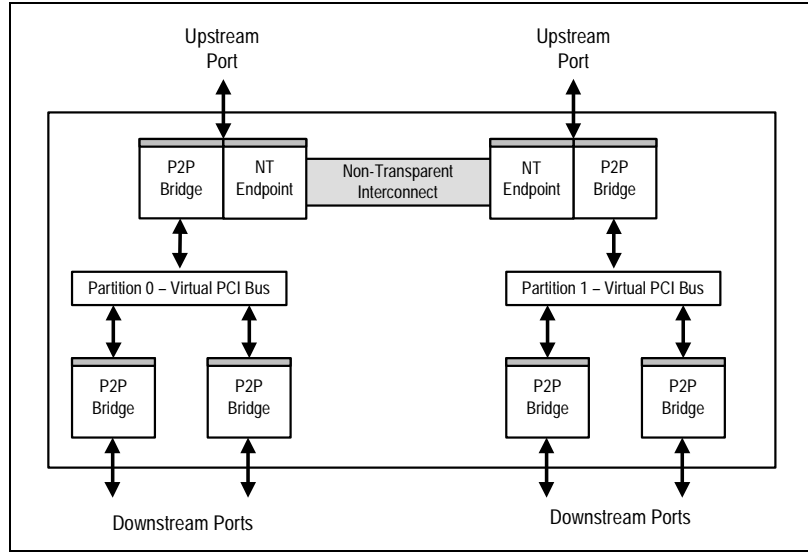 Upstream
Port
Upstream
Port
P2P
Bridge
NT
Endpoint
Non-Transparent
Interconnect
NT
Endpoint
P2P
Bridge
Partition 0 – Virtual PCI Bus
Partition 1 – Virtual PCI Bus
P2P
Bridge
P2P
Bridge
P2P
Bridge
P2P
Bridge
Downstream Ports
Downstream Ports